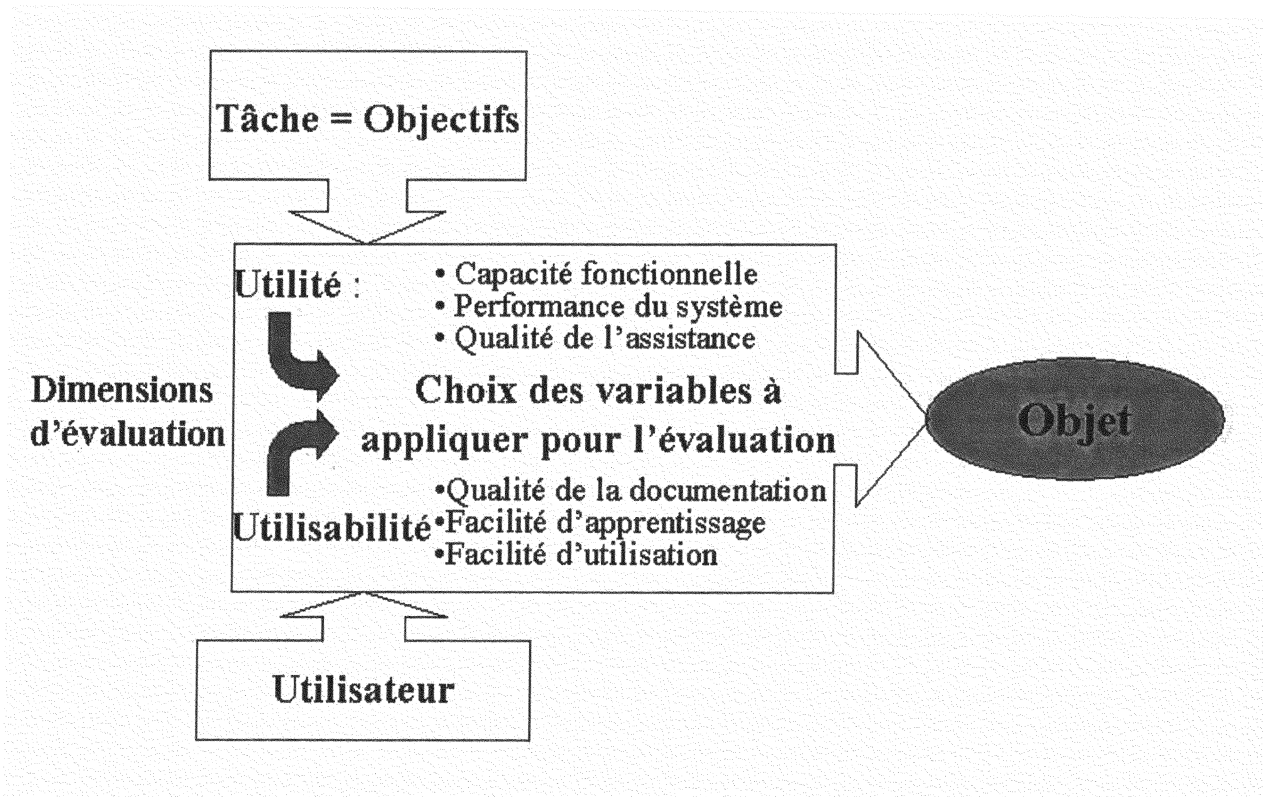 Tâche = Objectifs
Utilité :
• Capacité fonctionnelle
• Performance du système
• Qualité de l'assistance
Dimensions
d'évaluation
Choix des variables à
appliquer pour l'évaluation
Objet
Utilisabilité
•Qualité de la documentation
•Facilité d'apprentissage
•Facilité d'utilisation
Utilisateur